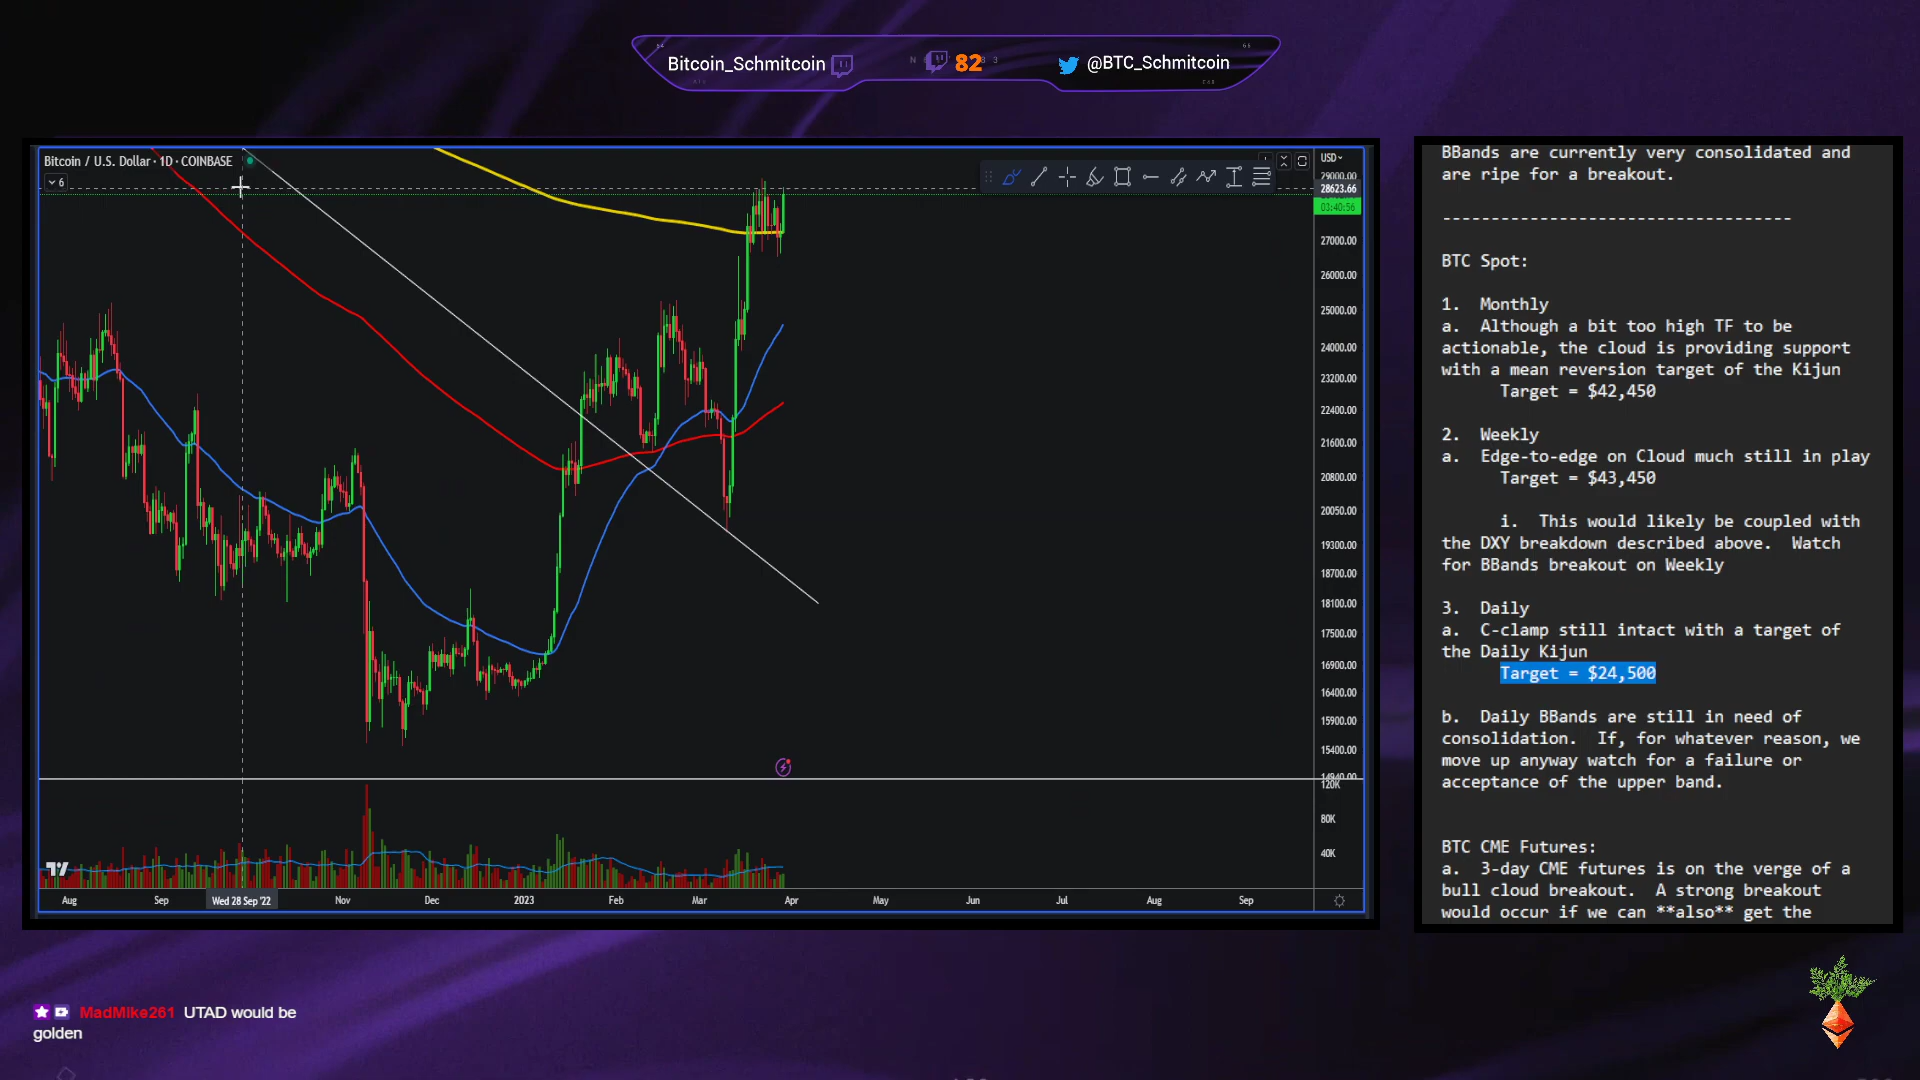 Bitcoin_Schmitcoin
82
@BTC_Schmitcoin
Bitcoin / U.S. Dollar · 1D · COINBASE
6
USD
29000.00
28623.66
03:40:56
27000.00
26000.00
25000.00
24000.00
23200.00
22400.00
21600.00
20800.00
20050.00
19300.00
18700.00
18100.00
17500.00
16900.00
16400.00
15900.00
15400.00
14940.00
120K
80K
40K
Aug
Sep
Wed 28 Sep '22
Nov
Dec
2023
Feb
Mar
Apr
May
Jun
Jul
Aug
Sep
BBands are currently very consolidated and
are ripe for a breakout.
------------------------------------
BTC Spot:
1. Monthly
a. Although a bit too high TF to be
actionable, the cloud is providing support
with a mean reversion target of the Kijun
Target = $42,450
2. Weekly
a. Edge-to-edge on Cloud much still in play
Target = $43,450
i. This would likely be coupled with
the DXY breakdown described above. Watch
for BBands breakout on Weekly
3. Daily
a. C-clamp still intact with a target of
the Daily Kijun
Target = $24,500
b. Daily BBands are still in need of
consolidation. If, for whatever reason, we
move up anyway watch for a failure or
acceptance of the upper band.
BTC CME Futures:
a. 3-day CME futures is on the verge of a
bull cloud breakout. A strong breakout
would occur if we can **also** get the
MadMike261 UTAD would be
golden